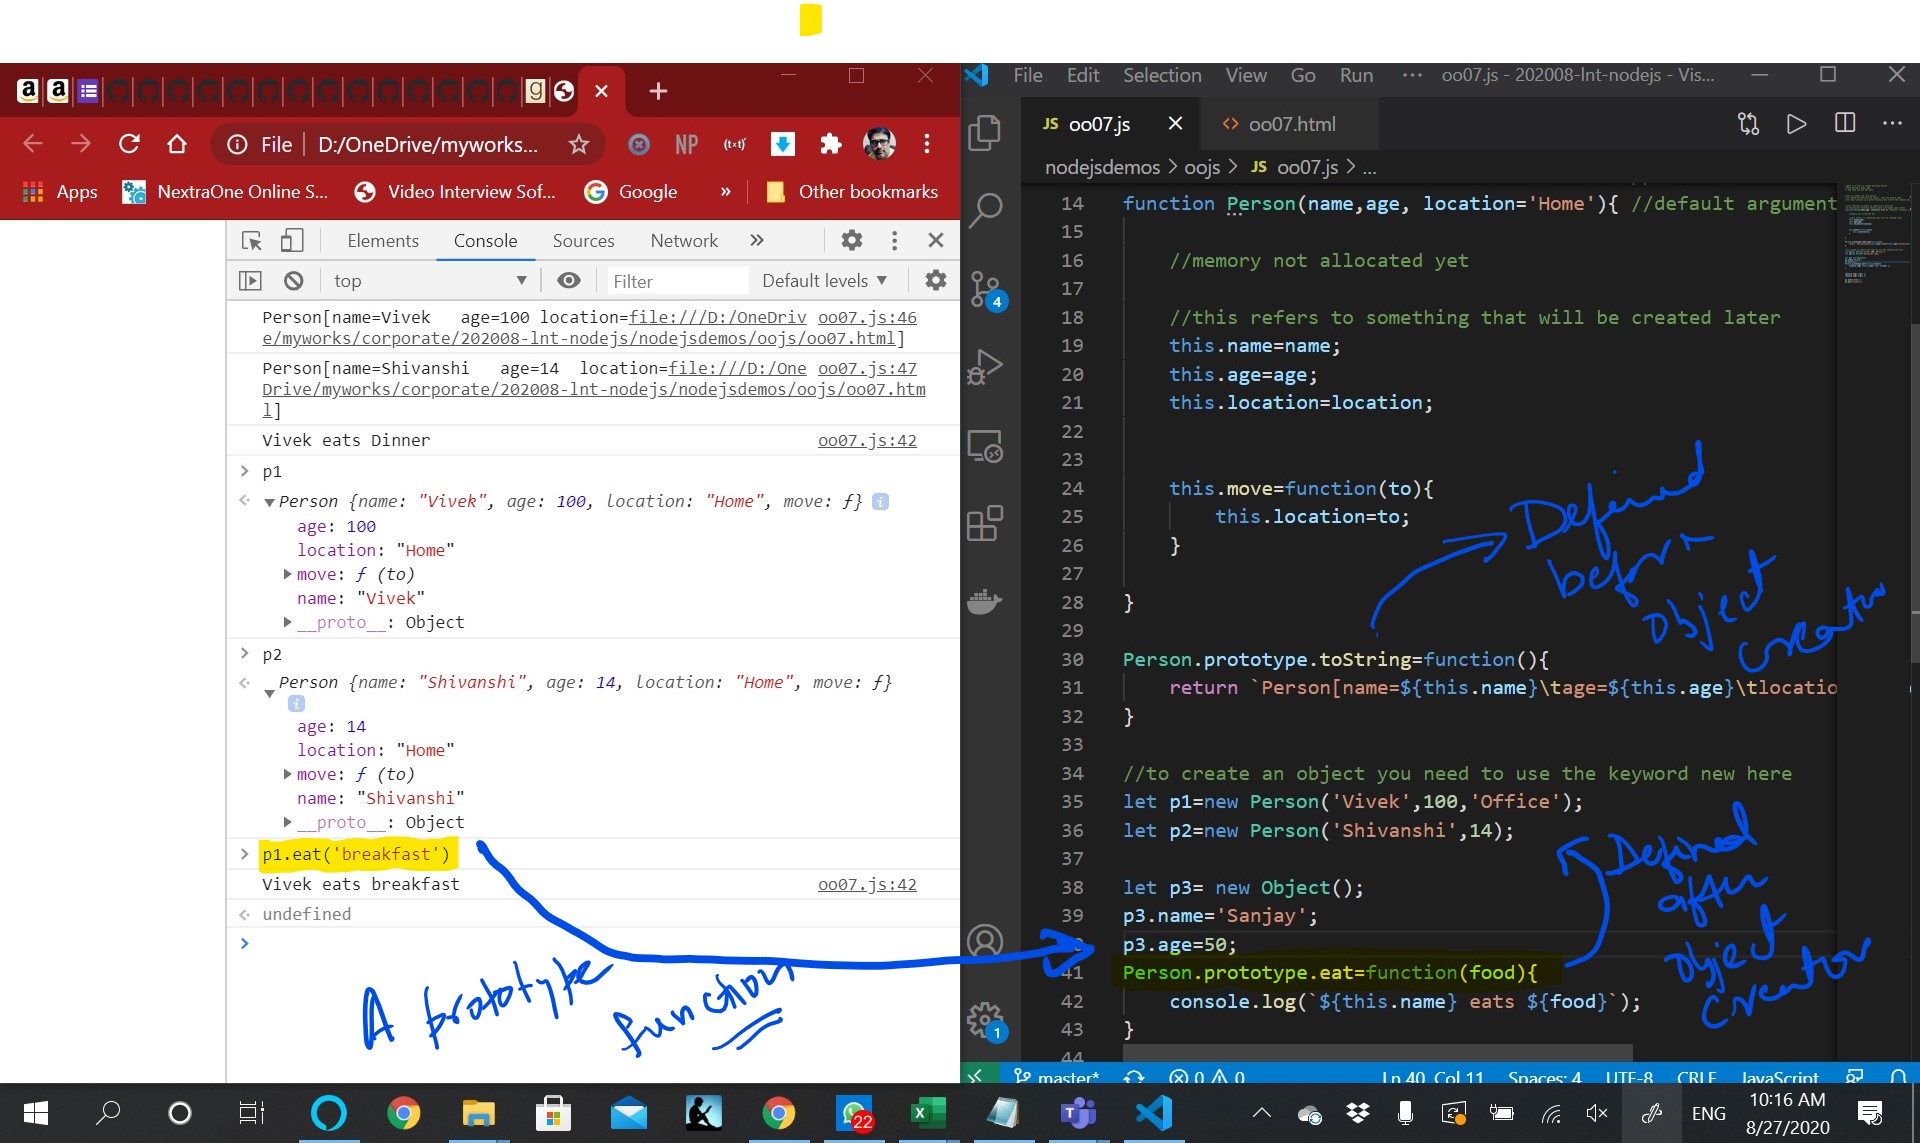 File Edit Selection View Go Run ··· oo07.js - 202008-lnt-nodejs - Vis...
File D:/OneDrive/myworks... NP
Apps NextraOne Online S... Video Interview Sof... Google » Other bookmarks
Elements Console Sources Network »
top Filter Default levels
Person[name=Vivek age=100 location=file:///D:/OneDriv oo07.js:46
e/myworks/corporate/202008-lnt-nodejs/nodejsdemos/oojs/oo07.html]
Person[name=Shivanshi age=14 location=file:///D:/One oo07.js:47
Drive/myworks/corporate/202008-lnt-nodejs/nodejsdemos/oojs/oo07.htm
l]
Vivek eats Dinner oo07.js:42
> p1
Person {name: "Vivek", age: 100, location: "Home", move: ƒ}
age: 100
location: "Home"
move: ƒ (to)
name: "Vivek"
__proto__: Object
> p2
Person {name: "Shivanshi", age: 14, location: "Home", move: ƒ}
age: 14
location: "Home"
move: ƒ (to)
name: "Shivanshi"
__proto__: Object
> p1.eat('breakfast')
Vivek eats breakfast oo07.js:42
undefined
>
A prototype
function
JS oo07.js <> oo07.html
nodejsdemos > oojs > JS oo07.js > ...
14 function Person(name,age, location='Home'){ //default argument
15
16 //memory not allocated yet
17
18 //this refers to something that will be created later
19 this.name=name;
20 this.age=age;
21 this.location=location;
22
23
24 this.move=function(to){
25 this.location=to;
26 }
27
28 }
29
30 Person.prototype.toString=function(){
31 return `Person[name=${this.name}\tage=${this.age}\tlocatio
32 }
33
34 //to create an object you need to use the keyword new here
35 let p1=new Person('Vivek',100,'Office');
36 let p2=new Person('Shivanshi',14);
37
38 let p3= new Object();
39 p3.name='Sanjay';
p3.age=50;
41 Person.prototype.eat=function(food){
42 console.log(`${this.name} eats ${food}`);
43 }
44
Defined
before
object
creation
Defined
after
object
creation
4
1
master* 0 0 Ln 40, Col 11 Spaces: 4 UTF-8 CRLF JavaScript
22 ENG 10:16 AM
8/27/2020